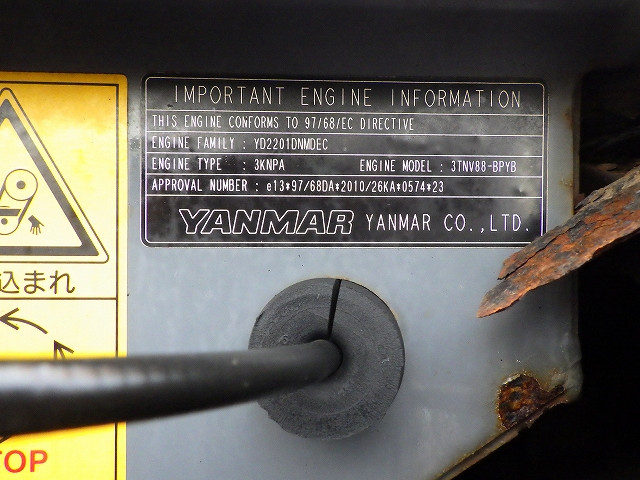 IMPORTANT ENGINE INFORMATION
THIS ENGINE CONFORMS TO 97/68/EC DIRECTIVE
ENGINE FAMILY : YD2201DNMDEC
ENGINE TYPE : 3KNPA ENGINE MODEL : 3TNV88-BPYB
APPROVAL NUMBER : e13*97/68DA*2010/26KA*0574*23
YANMAR YANMAR CO.,LTD.
込まれ
TOP